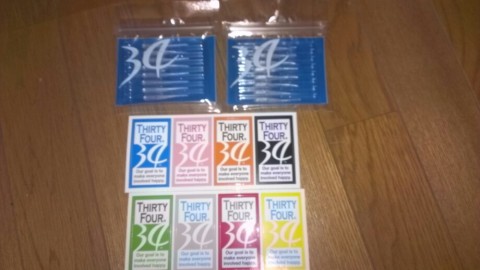 34
34
THIRTY
FOUR.
34
Our goal is to
make everyone
involved happy.
THIRTY
FOUR.
34
Our goal is to
make everyone
involved happy.
THIRTY
FOUR.
34
Our goal is to
make everyone
involved happy.
THIRTY
FOUR.
34
Our goal is to
make everyone
involved happy.
THIRTY
FOUR.
34
Our goal is to
make everyone
involved happy.
THIRTY
FOUR.
34
Our goal is to
make everyone
involved happy.
THIRTY
FOUR.
34
Our goal is to
make everyone
involved happy.
THIRTY
FOUR.
34
Our goal is to
make everyone
involved happy.